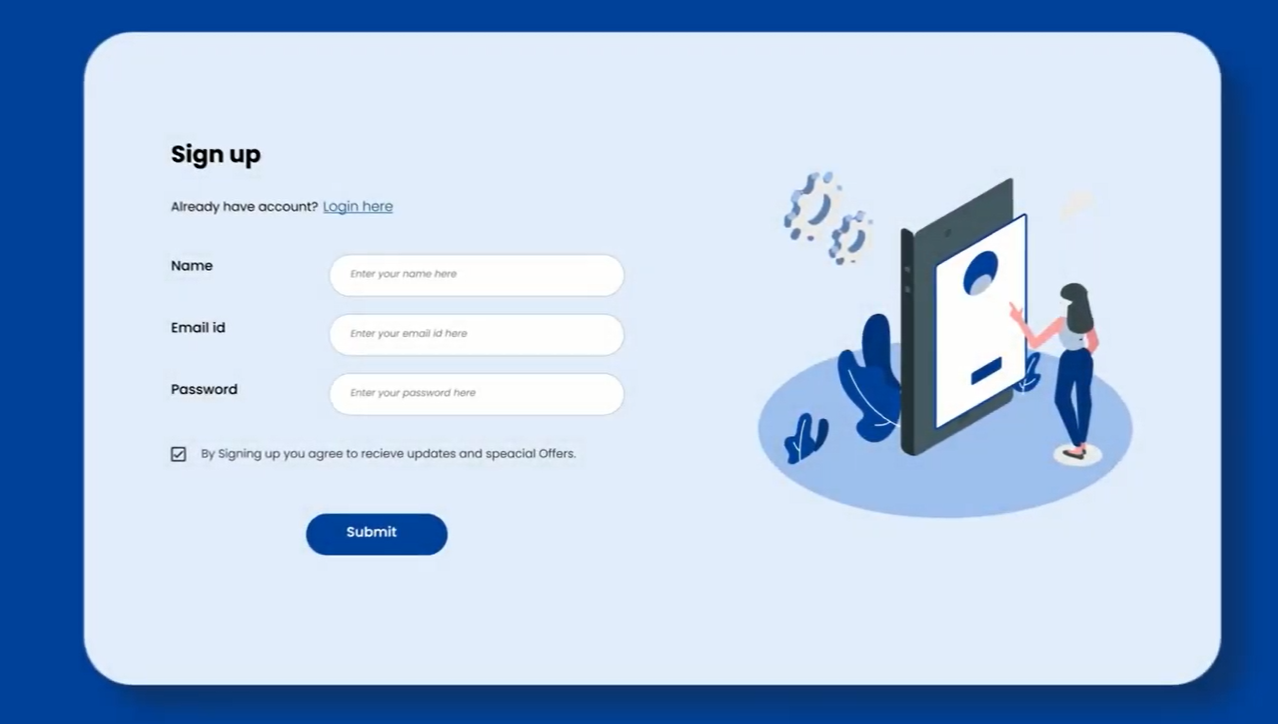 Sign up
Already have account? Login here
Name
Enter your name here
Email id
Enter your email id here
Password
Enter your password here
By Signing up you agree to recieve updates and speacial Offers.
Submit